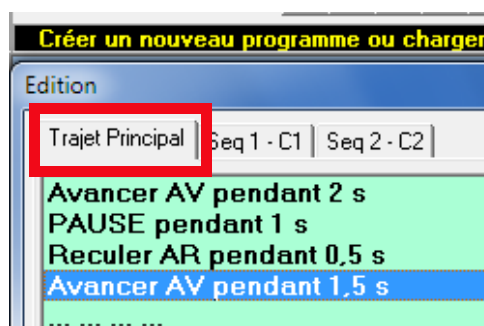 Créer un nouveau programme ou charger
Edition
Trajet Principal Seq 1 - C1 Seq 2 - C2
Avancer AV pendant 2 s
PAUSE pendant 1 s
Reculer AR pendant 0,5 s
Avancer AV pendant 1,5 s
... ... ... ...